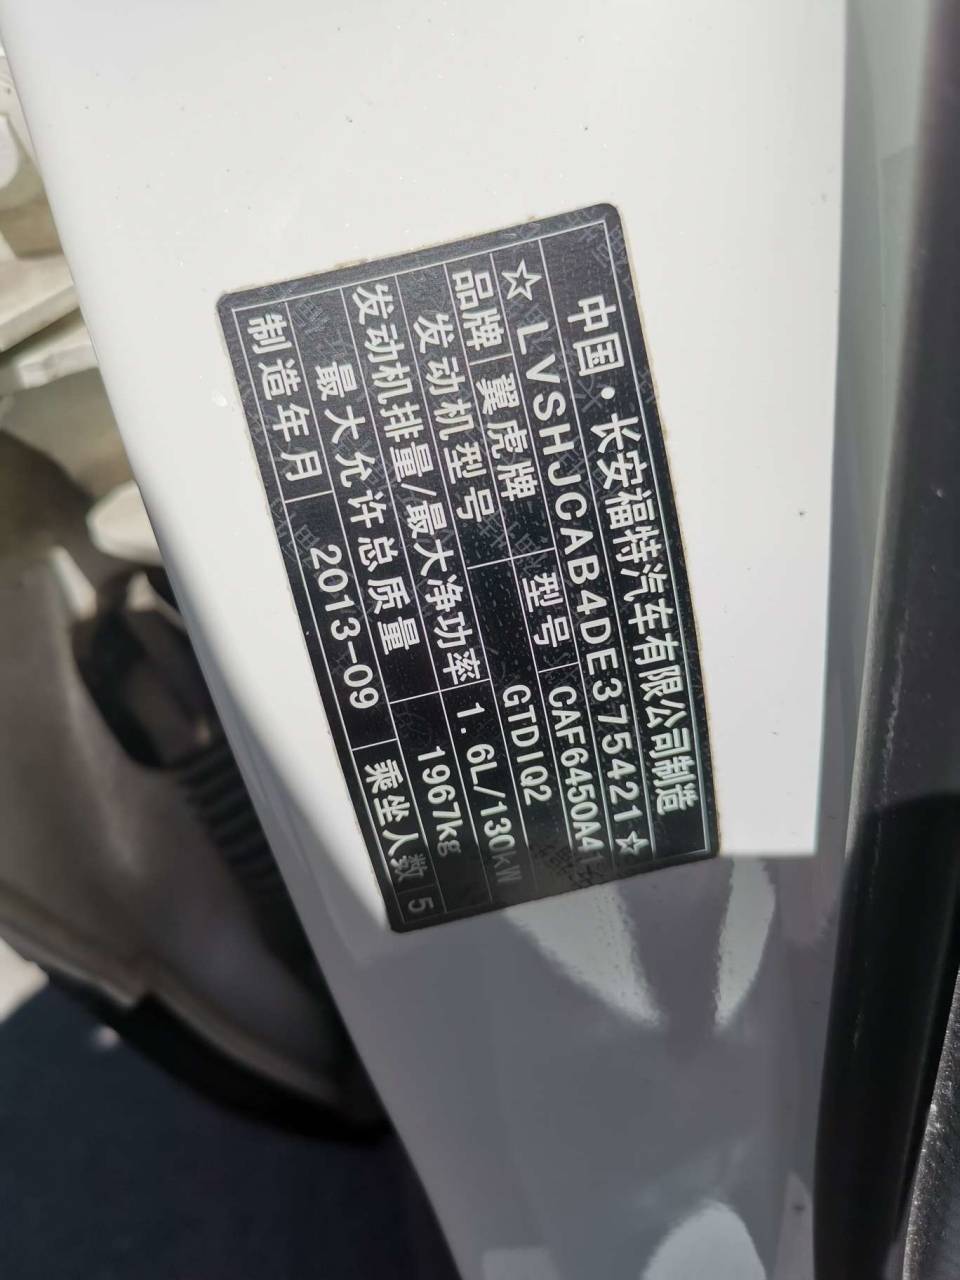 中国·长安福特汽车有限公司制造
☆LVSHJCAB4DE375421☆
品牌 翼虎牌 型号 CAF6450A41
发动机型号 GTDIQ2
发动机排量/最大净功率 1.6L/130kW
最大允许总质量 1967kg
制造年月 2013-09 乘坐人数 5